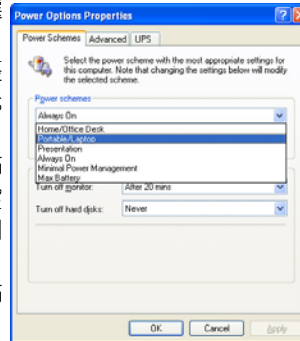 Power Options Properties
Power Schemes Advanced UPS
Select the power scheme with the most appropriate settings for
this computer. Note that changing the settings below will modify
the selected scheme.
Power schemes
Always On
Home/Office Desk
Portable/Laptop
Presentation
Always On
Minimal Power Management
Max Battery
Turn off monitor: After 20 mins
Turn off hard disks: Never
OK Cancel Apply